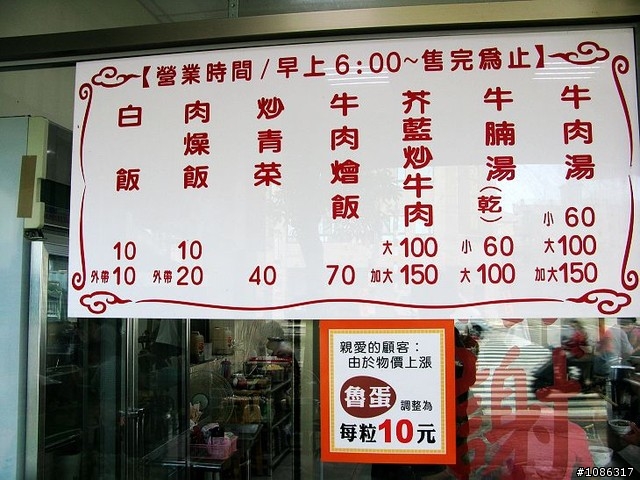 【營業時間/早上6:00~售完為止】
牛肉湯 小60 大100 加大150
牛腩湯(乾) 小60 大100
芥藍炒牛肉 大100 加大150
牛肉燴飯 70
炒青菜 40
肉燥飯 10 外帶20
白飯 10 外帶10
親愛的顧客：
由於物價上漲
魯蛋 調整為
每粒10元
謝
#1086317